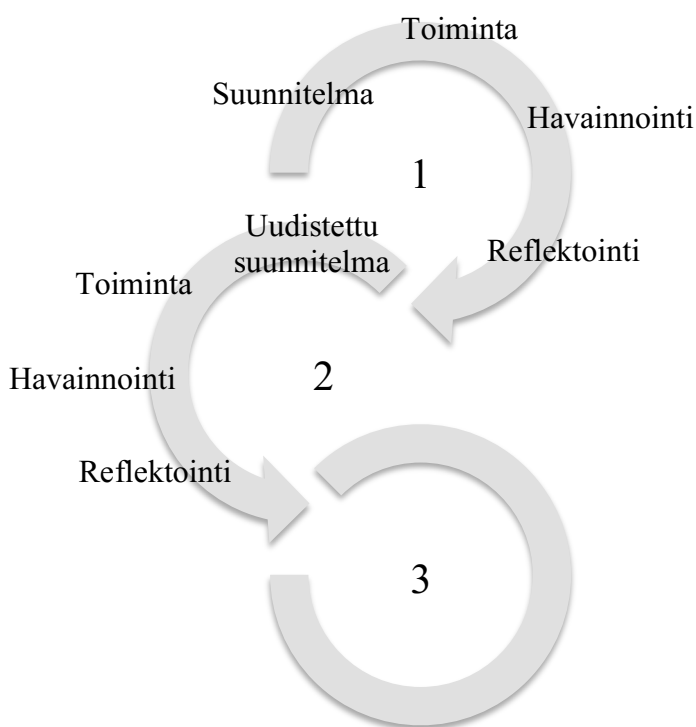 Toiminta
Suunnitelma
Havainnointi
1
Reflektointi
Uudistettu
suunnitelma
Toiminta
Havainnointi
2
Reflektointi
3